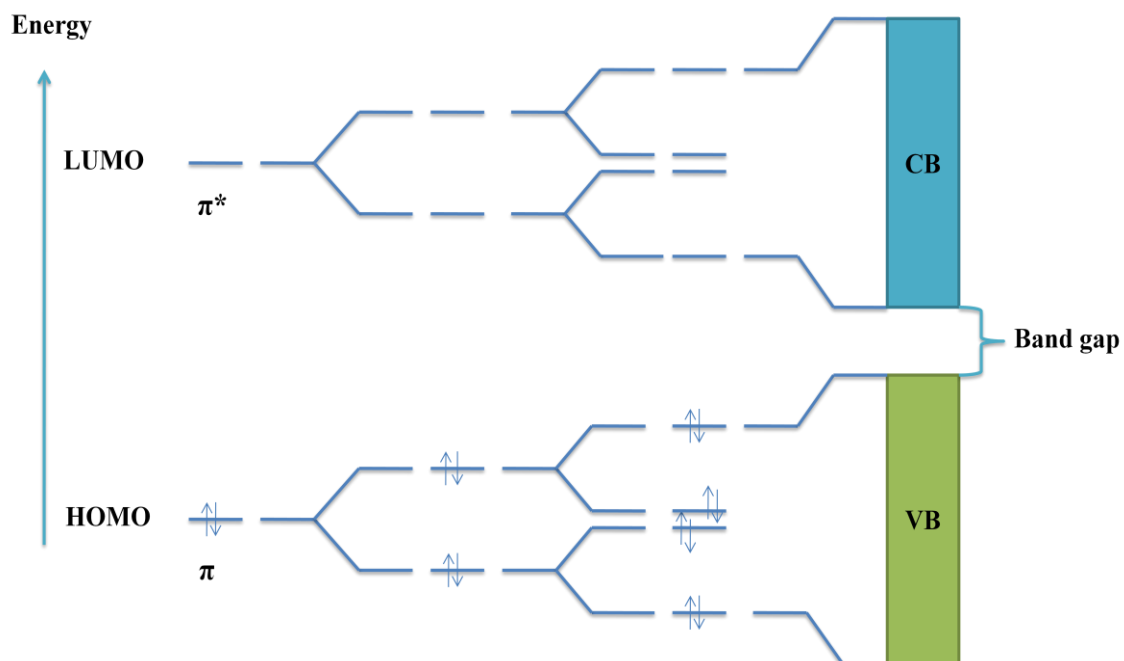 Energy
LUMO
π*
CB
Band gap
HOMO
π
VB